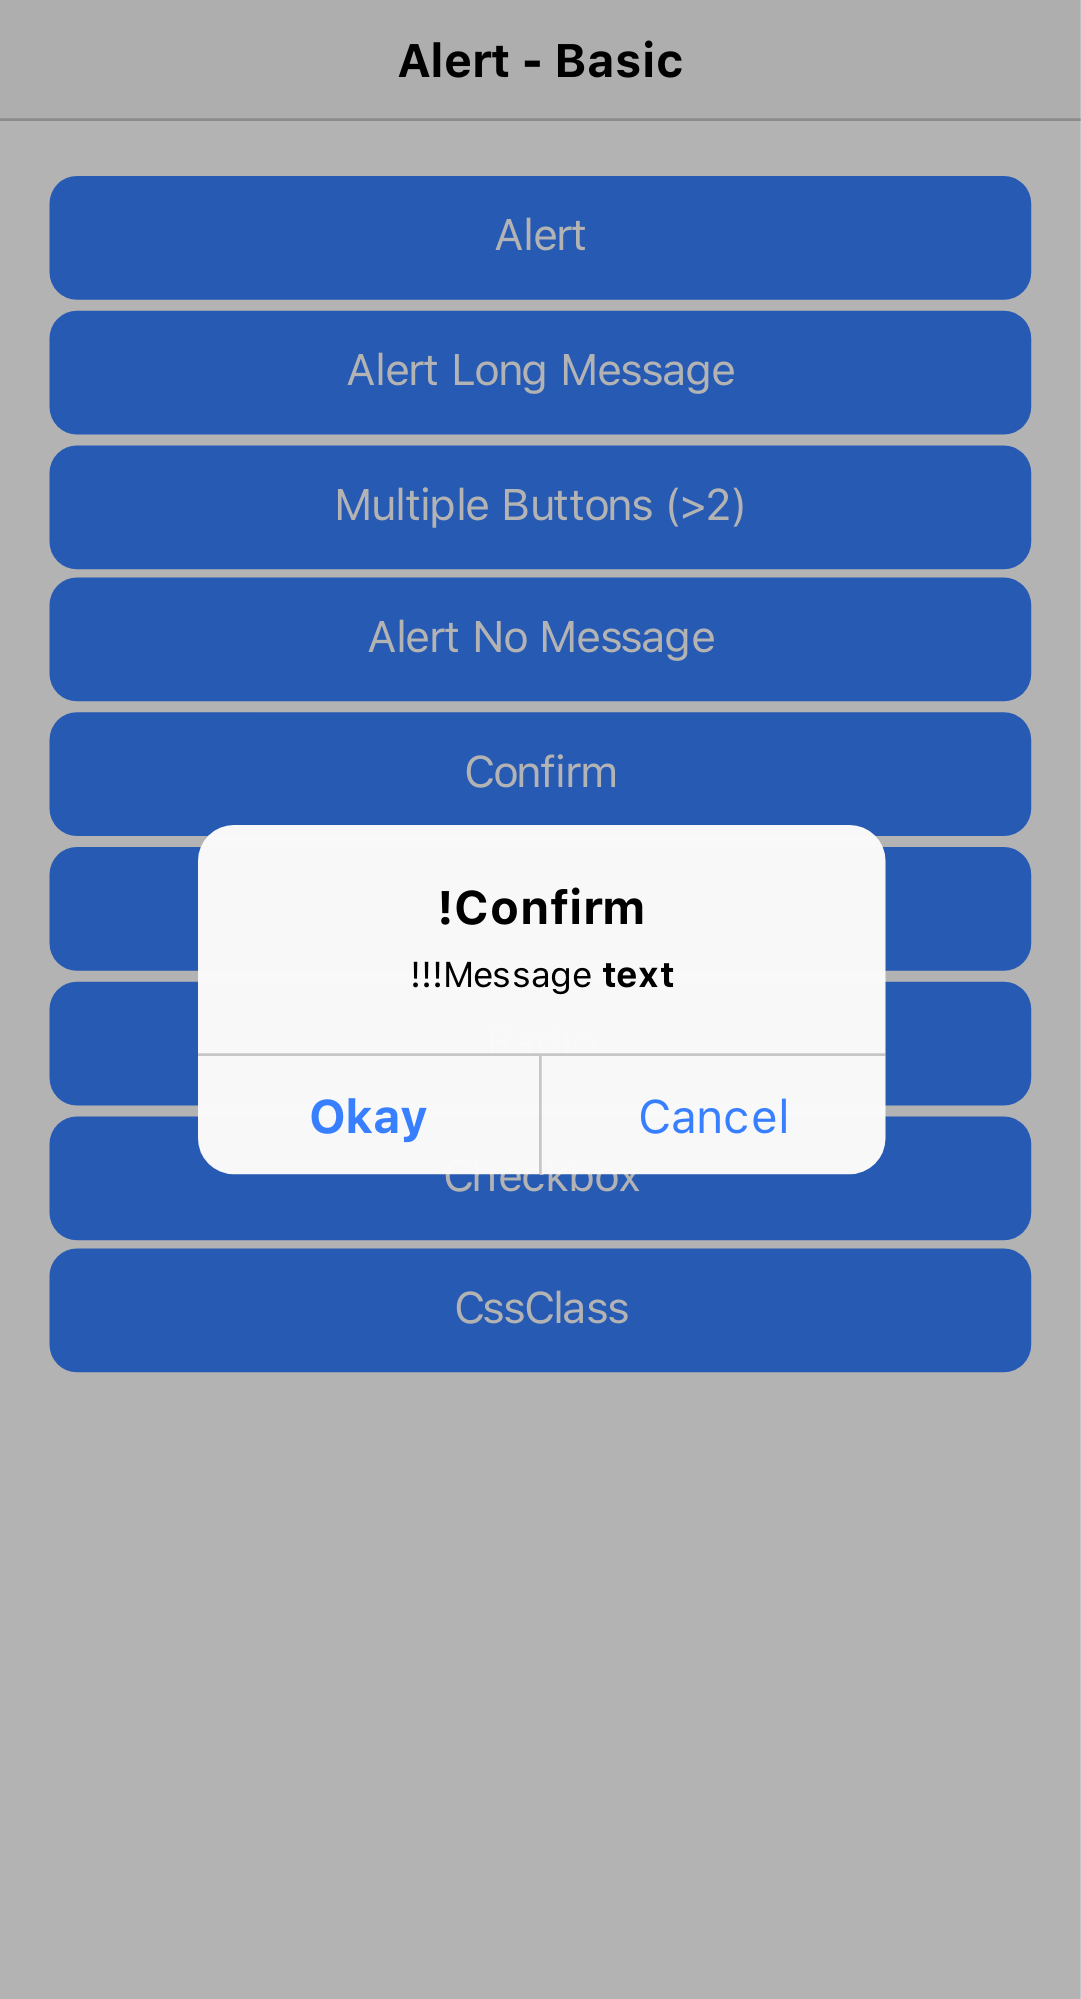 Alert - Basic
Alert
Alert Long Message
Multiple Buttons (>2)
Alert No Message
Confirm
!Confirm
!!!Message text
Okay
Cancel
Checkbox
CssClass